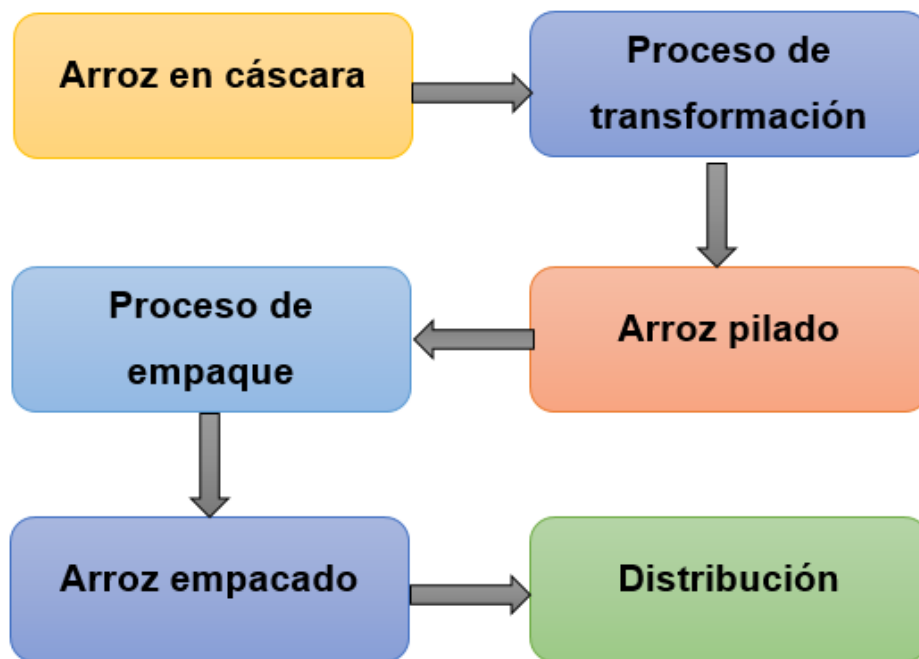 Arroz en cáscara
Proceso de
transformación
Arroz pilado
Proceso de
empaque
Arroz empacado
Distribución